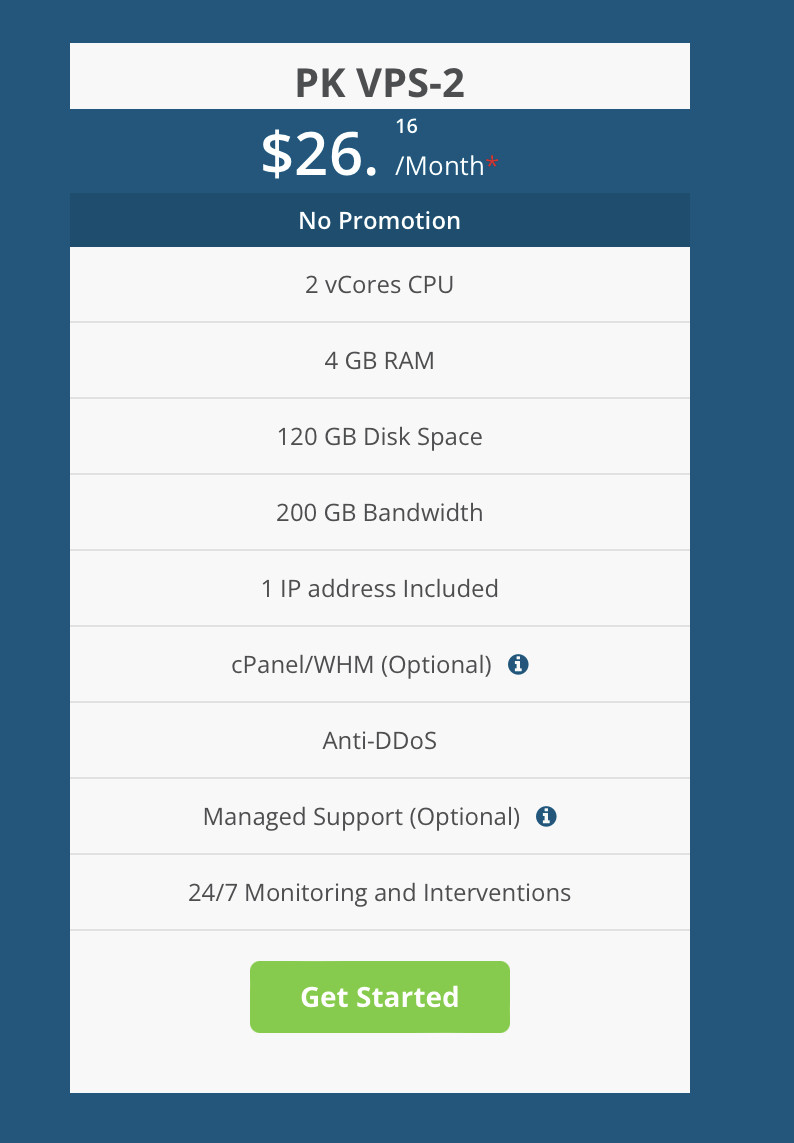 PK VPS-2
$26. 16
/Month*
No Promotion
2 vCores CPU
4 GB RAM
120 GB Disk Space
200 GB Bandwidth
1 IP address Included
cPanel/WHM (Optional)
Anti-DDoS
Managed Support (Optional)
24/7 Monitoring and Interventions
Get Started